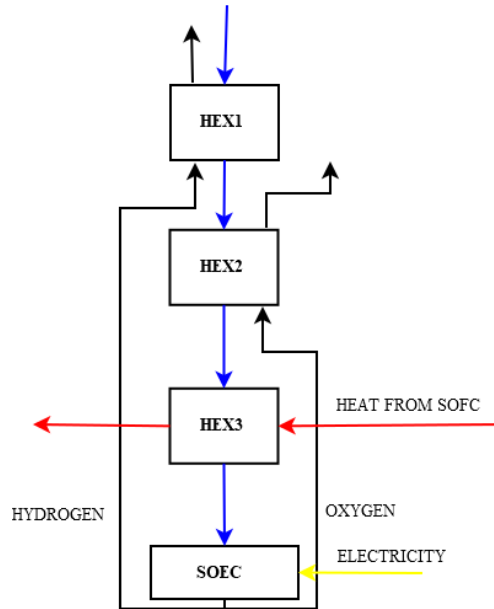 HEX1
HEX2
HEX3
HEAT FROM SOFC
HYDROGEN
OXYGEN
ELECTRICITY
SOEC